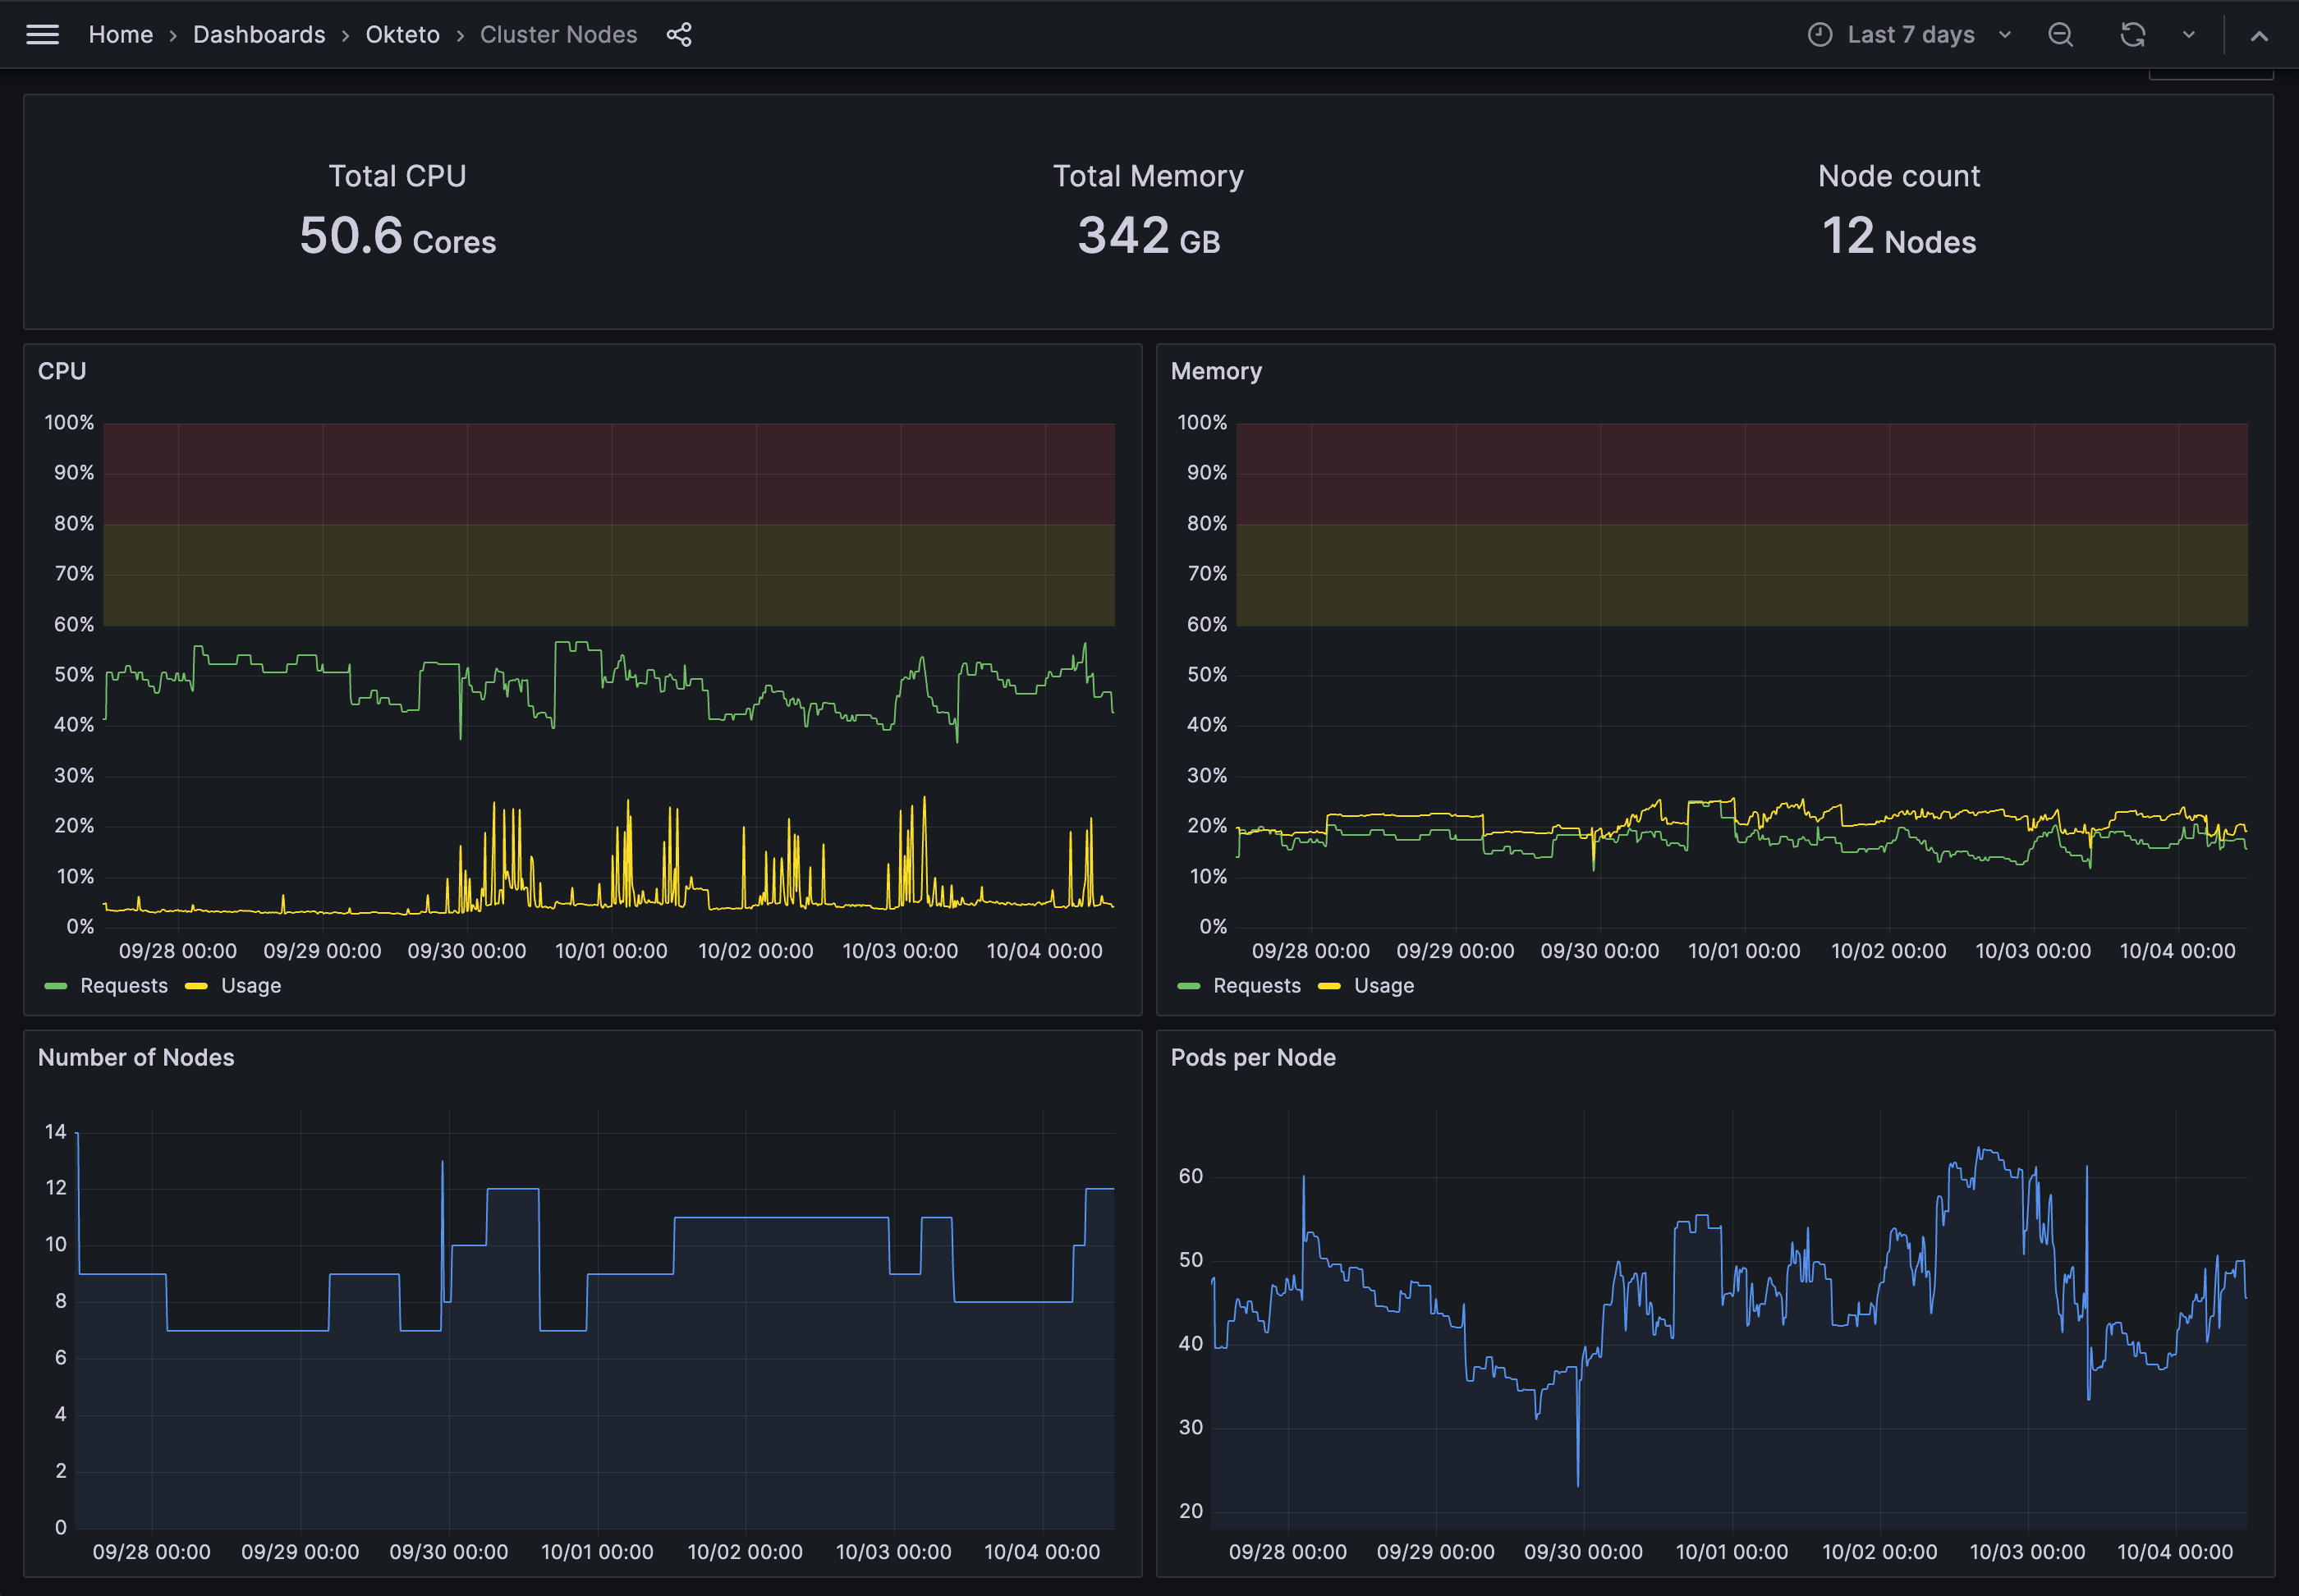 Home › Dashboards › Okteto › Cluster Nodes
Last 7 days
Total CPU
50.6 Cores
Total Memory
342 GB
Node count
12 Nodes
CPU
100%
90%
80%
70%
60%
50%
40%
30%
20%
10%
0%
09/28 00:00 09/29 00:00 09/30 00:00 10/01 00:00 10/02 00:00 10/03 00:00 10/04 00:00
Requests Usage
Memory
100%
90%
80%
70%
60%
50%
40%
30%
20%
10%
0%
09/28 00:00 09/29 00:00 09/30 00:00 10/01 00:00 10/02 00:00 10/03 00:00 10/04 00:00
Requests Usage
Number of Nodes
14
12
10
8
6
4
2
0
09/28 00:00 09/29 00:00 09/30 00:00 10/01 00:00 10/02 00:00 10/03 00:00 10/04 00:00
Pods per Node
60
50
40
30
20
09/28 00:00 09/29 00:00 09/30 00:00 10/01 00:00 10/02 00:00 10/03 00:00 10/04 00:00